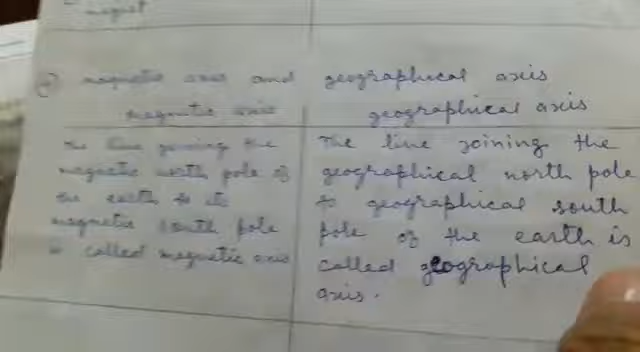 magnet
magnetic axis and geographical axis
magnetic axis
geographical axis
the line joining the
magnetic north pole of
the earth to its
magnetic south pole
is called magnetic axis
The line joining the
geographical north pole
to geographical south
pole of the earth is
called geographical
axis.